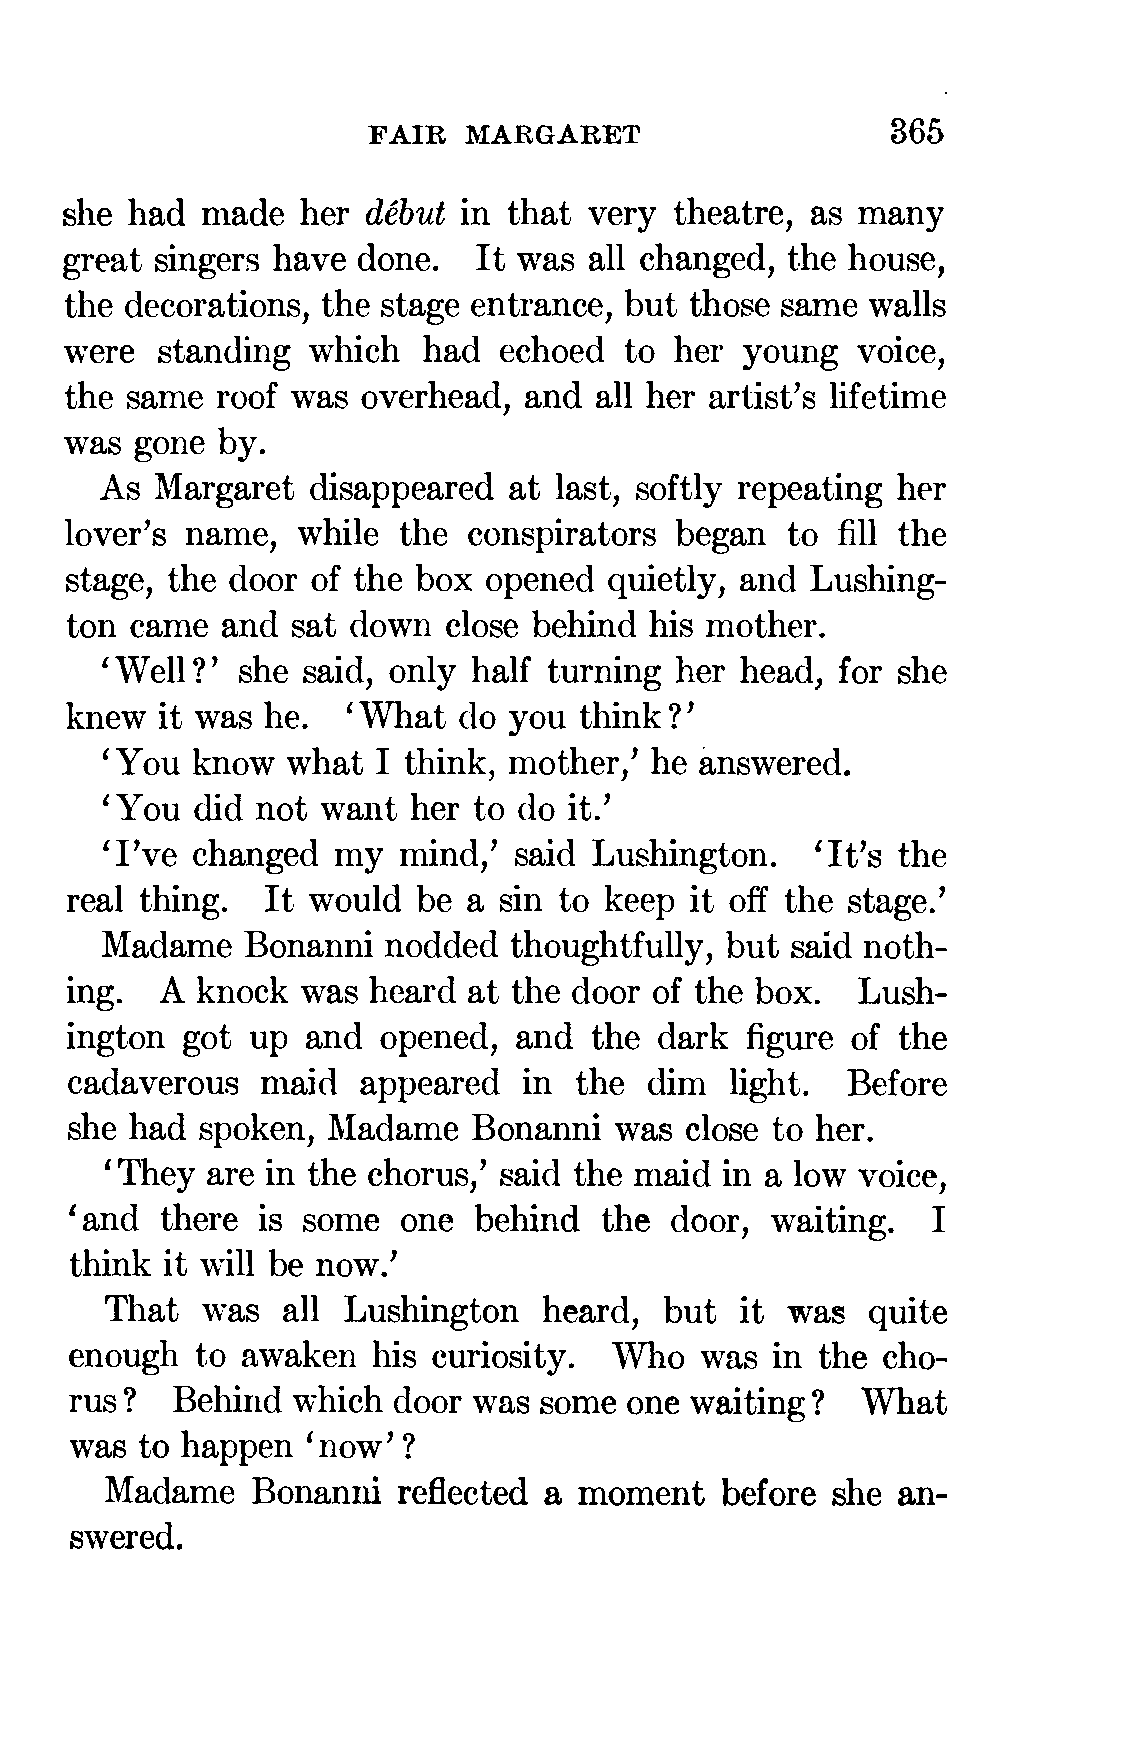 FAIR MARGARET 365
she had made her début in that very theatre, as many
great singers have done. It was all changed, the house,
the decorations, the stage entrance, but those same walls
were standing which had echoed to her young voice,
the same roof was overhead, and all her artist's lifetime
was gone by.
As Margaret disappeared at last, softly repeating her
lover's name, while the conspirators began to fill the
stage, the door of the box opened quietly, and Lushing-
ton came and sat down close behind his mother.
'Well?' she said, only half turning her head, for she
knew it was he. 'What do you think?'
'You know what I think, mother,' he answered.
'You did not want her to do it.'
'I've changed my mind,' said Lushington. 'It's the
real thing. It would be a sin to keep it off the stage.'
Madame Bonanni nodded thoughtfully, but said noth-
ing. A knock was heard at the door of the box. Lush-
ington got up and opened, and the dark figure of the
cadaverous maid appeared in the dim light. Before
she had spoken, Madame Bonanni was close to her.
'They are in the chorus,' said the maid in a low voice,
'and there is some one behind the door, waiting. I
think it will be now.'
That was all Lushington heard, but it was quite
enough to awaken his curiosity. Who was in the cho-
rus? Behind which door was some one waiting? What
was to happen 'now'?
Madame Bonanni reflected a moment before she an-
swered.